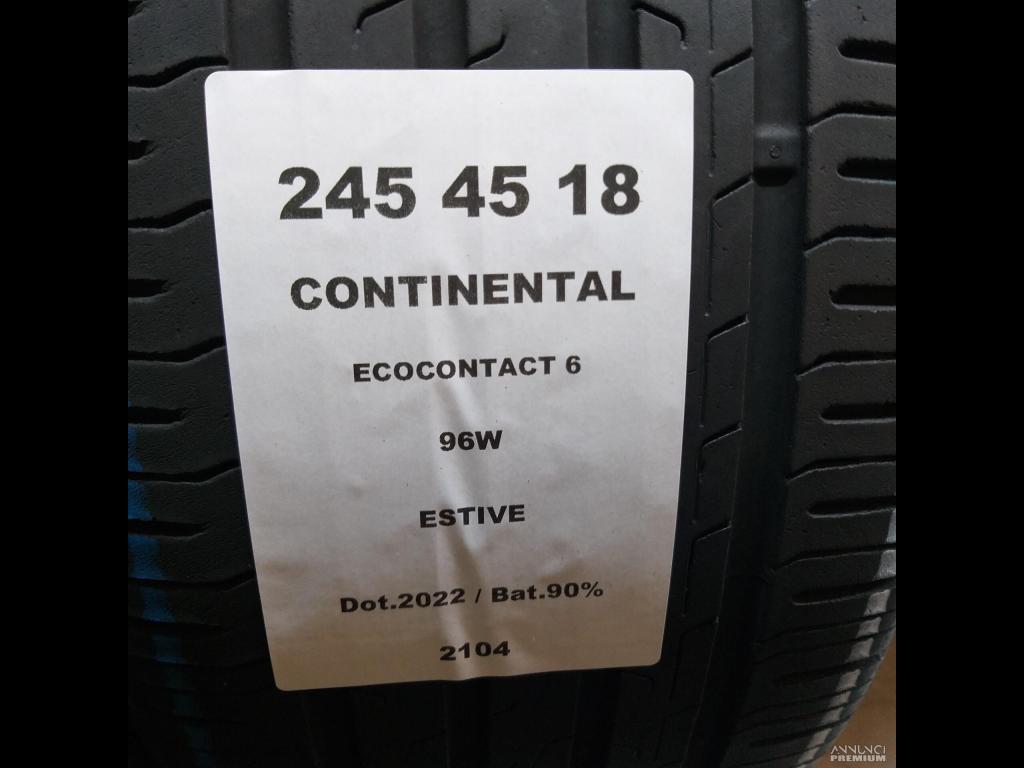 245 45 18
CONTINENTAL
ECOCONTACT 6
96W
ESTIVE
Dot.2022 / Bat.90%
2104
ANNUNCI
PREMIUM